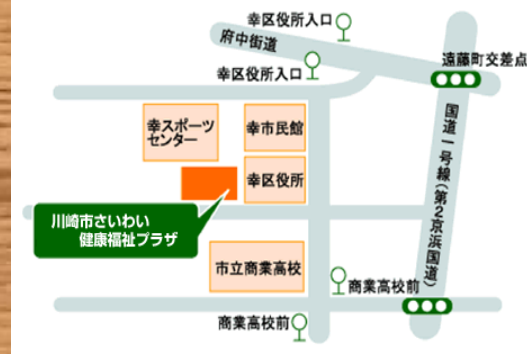 幸区役所入口
府中街道
幸区役所入口
遠藤町交差点
幸スポーツ
センター
幸市民館
国道一号線(第2京浜国道)
幸区役所
川崎市さいわい
健康福祉プラザ
市立商業高校
商業高校前
商業高校前